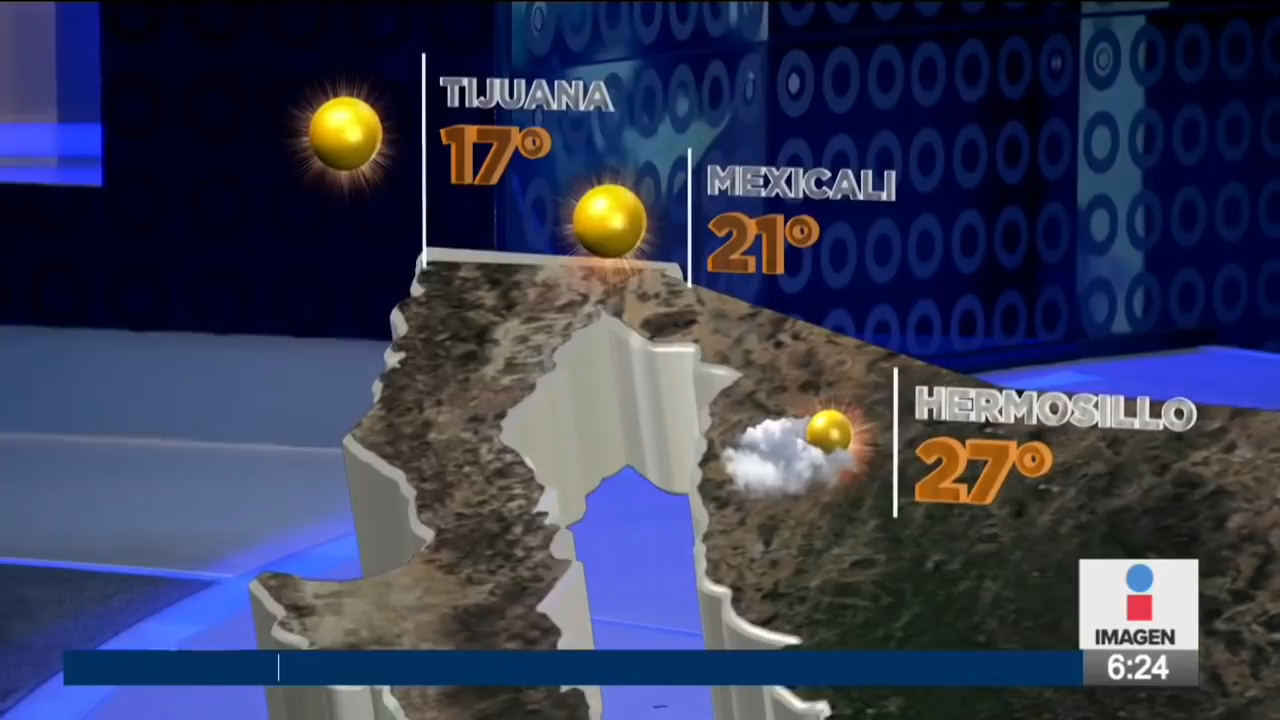 TIJUANA
17°
MEXICALI
21°
HERMOSILLO
27°
IMAGEN
6:24